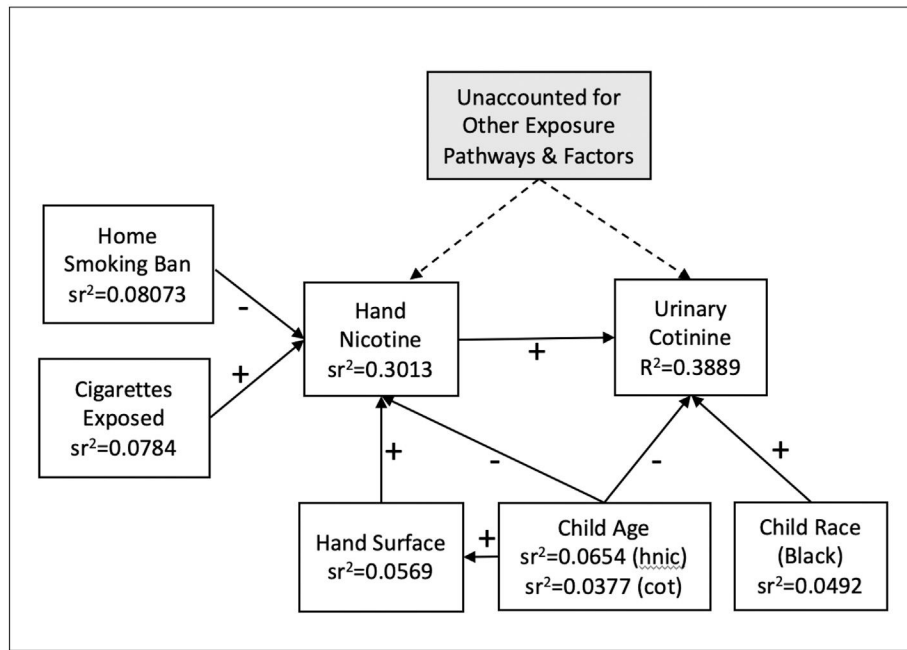 Unaccounted for
Other Exposure
Pathways & Factors
Home
Smoking Ban
sr²=0.08073
-
Hand
Nicotine
sr²=0.3013
+
Urinary
Cotinine
R²=0.3889
Cigarettes
Exposed
sr²=0.0784
+
+
-
-
+
Hand Surface
sr²=0.0569
+
Child Age
sr²=0.0654 (hnic)
sr²=0.0377 (cot)
Child Race
(Black)
sr²=0.0492